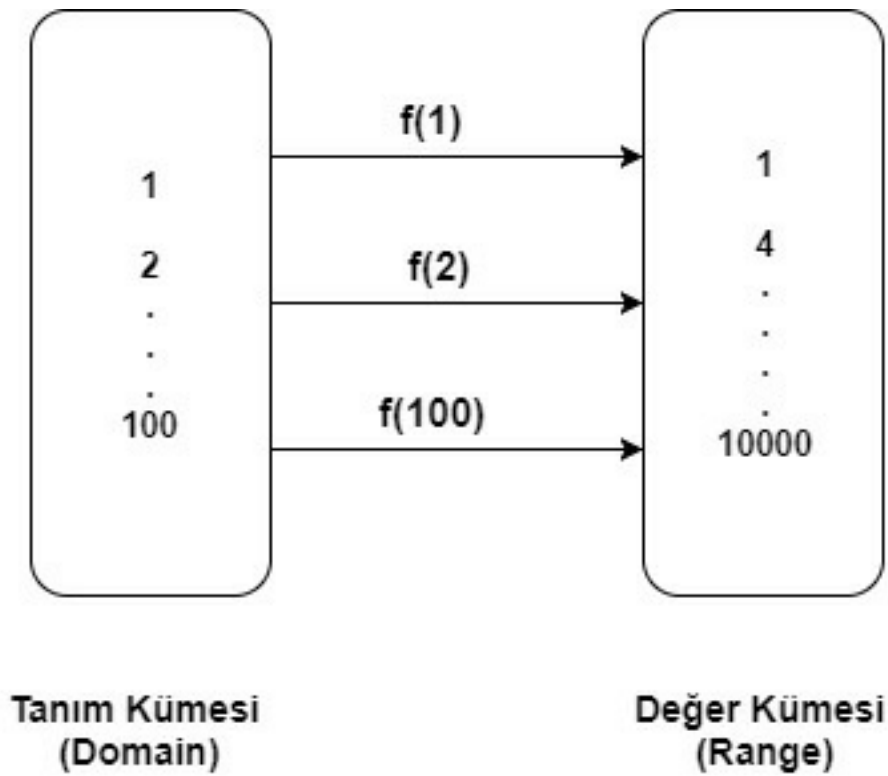 f(1)
1
1
2
f(2)
4
.
.
.
.
.
.
.
100
f(100)
10000
Tanım Kümesi
(Domain)
Değer Kümesi
(Range)